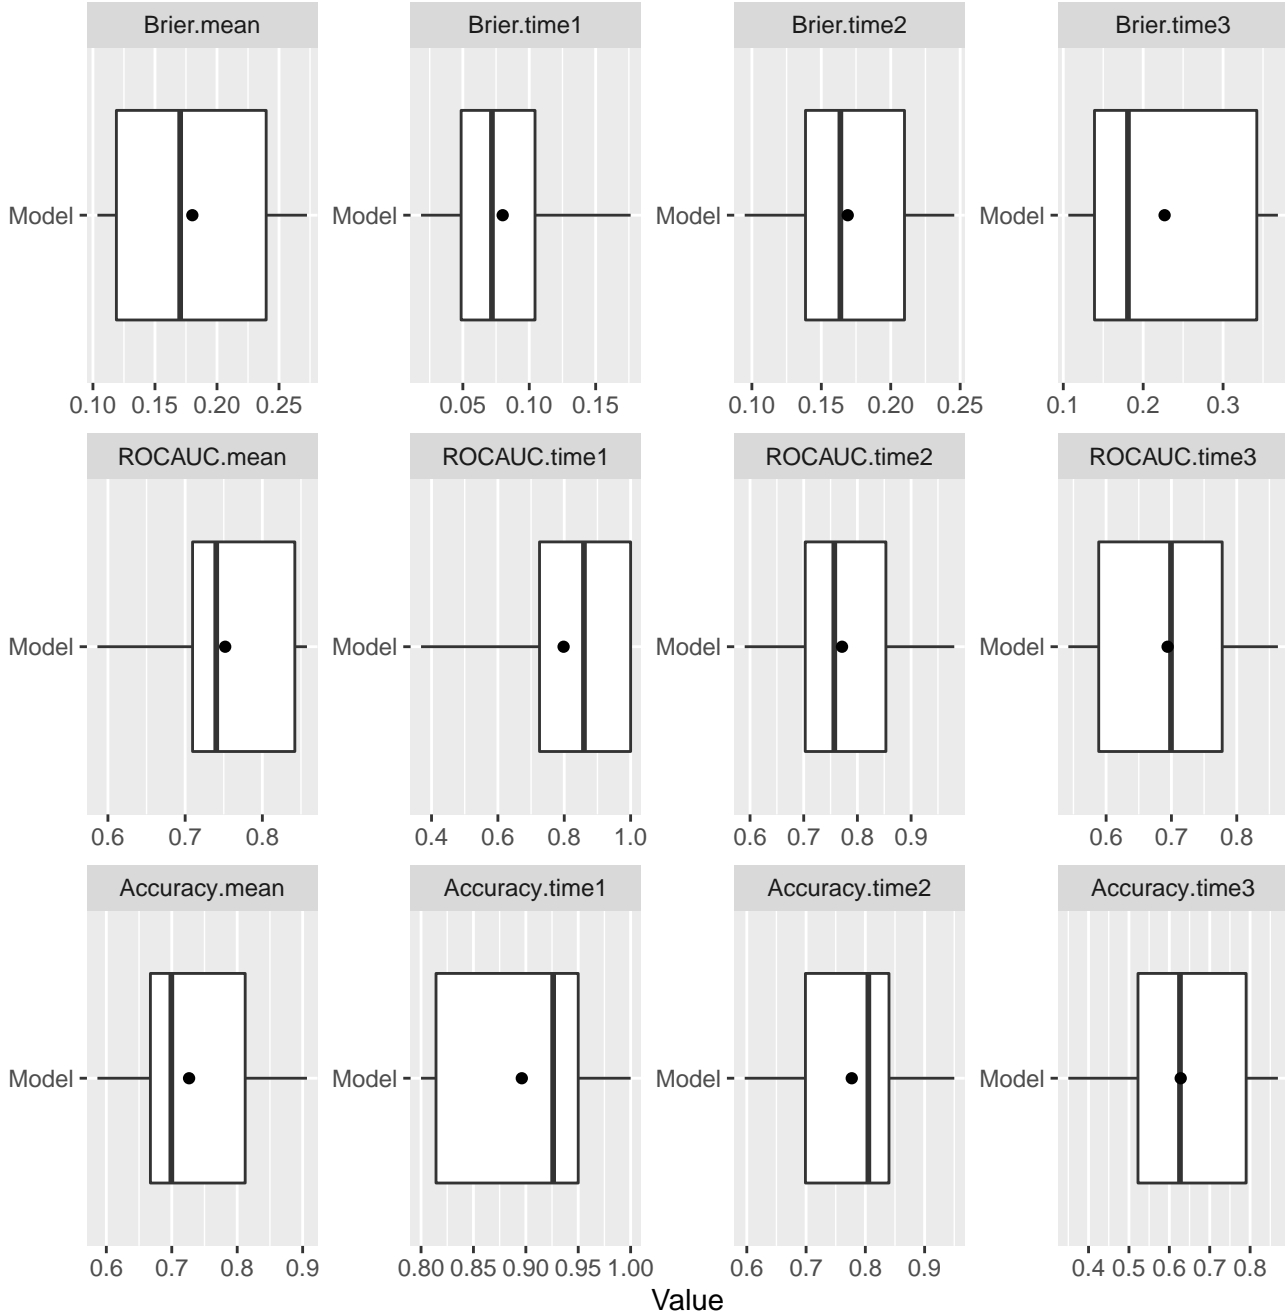 Brier.mean Brier.time1 Brier.time2 Brier.time3
Model Model Model Model
0.10 0.15 0.20 0.25 0.05 0.10 0.15 0.10 0.15 0.20 0.25 0.1 0.2 0.3
ROCAUC.mean ROCAUC.time1 ROCAUC.time2 ROCAUC.time3
Model Model Model Model
0.6 0.7 0.8 0.4 0.6 0.8 1.0 0.6 0.7 0.8 0.9 0.6 0.7 0.8
Accuracy.mean Accuracy.time1 Accuracy.time2 Accuracy.time3
Model Model Model Model
0.6 0.7 0.8 0.9 0.80 0.85 0.90 0.95 1.00 0.6 0.7 0.8 0.9 0.4 0.5 0.6 0.7 0.8
Value